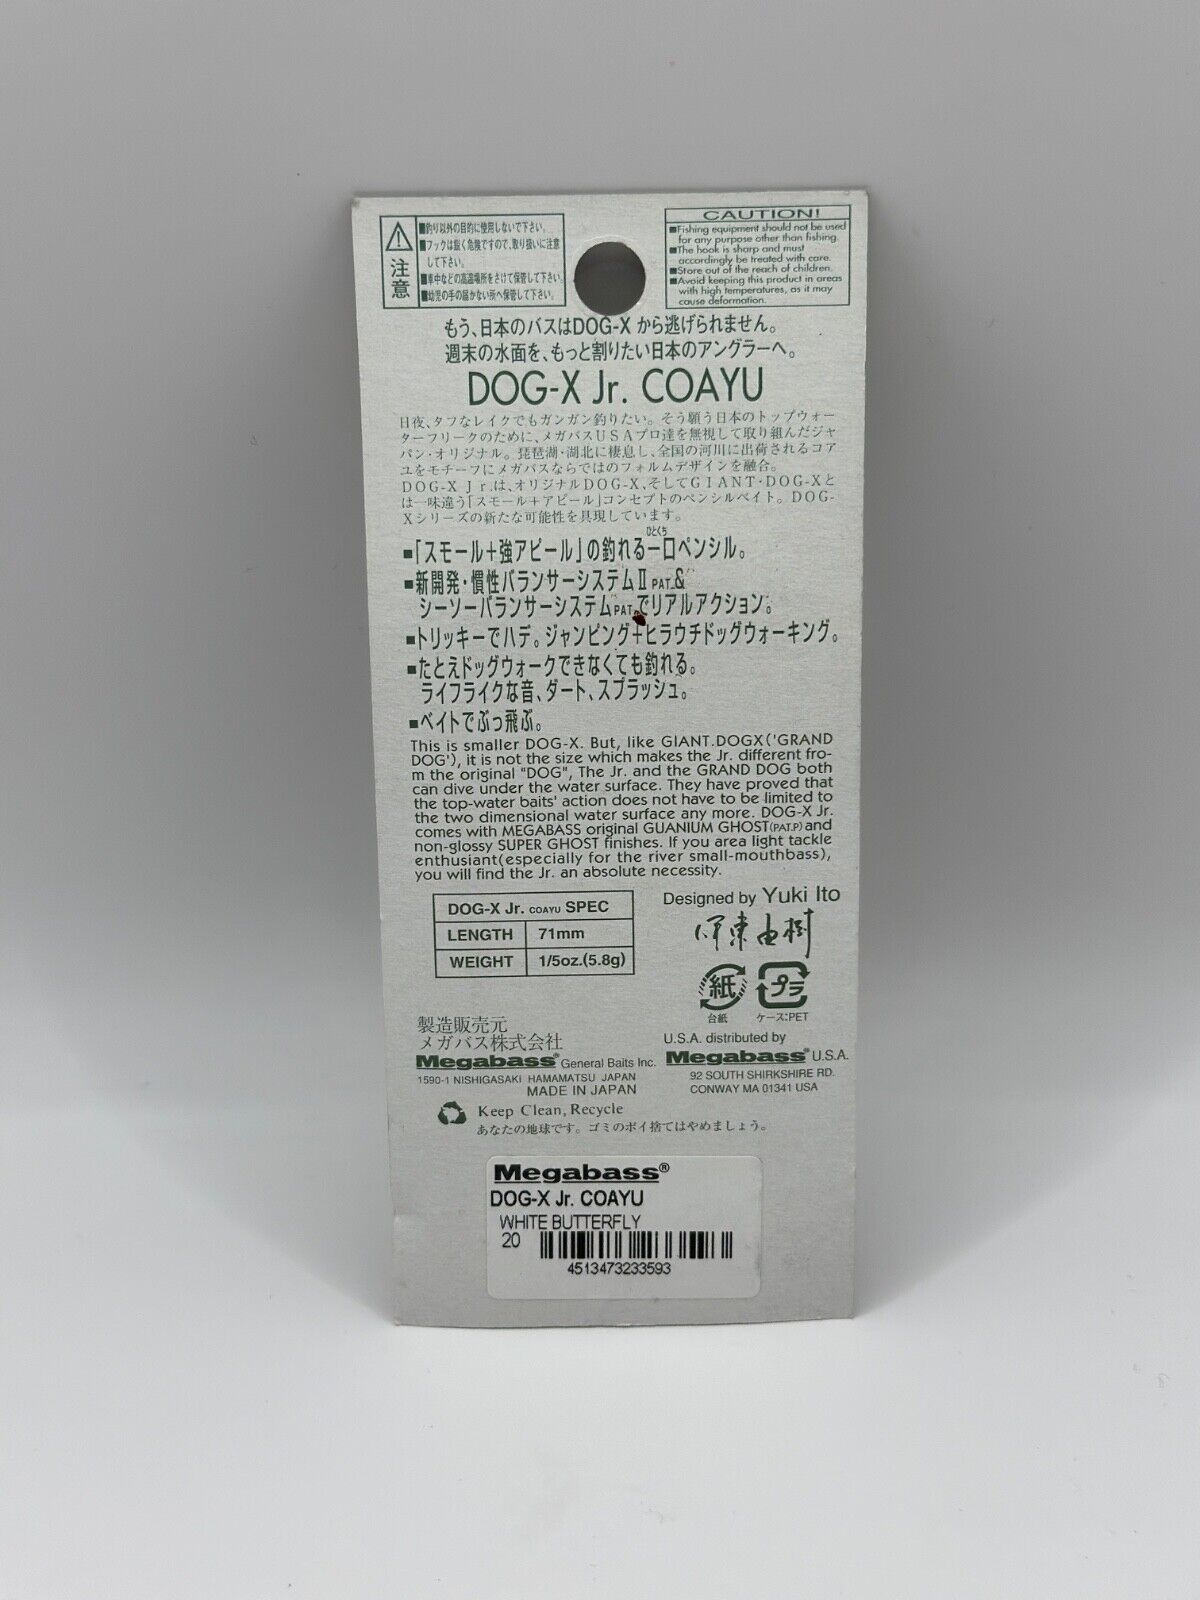 注意
■釣り以外の目的に使用しないで下さい。
■フックは鋭く危険ですので、取り扱いに注意
して下さい。
■車中などの高温場所をさけて保管して下さい。
■幼児の手の届かない所へ保管して下さい。
CAUTION!
■Fishing equipment should not be used
for any purpose other than fishing.
■The hook is sharp and must
accordingly be treated with care.
■Store out of the reach of children.
■Avoid keeping this product in areas
with high temperatures, as it may
cause deformation.
もう、日本のバスはDOG-X から逃げられません。
週末の水面を、もっと割りたい日本のアングラーへ。
DOG-X Jr. COAYU
日夜、タフなレイクでもガンガン釣りたい。そう願う日本のトップウォー
ターフリークのために、メガバスUSAプロ達を無視して取り組んだジャ
パン・オリジナル。琵琶湖・湖北に棲息し、全国の河川に出荷されるコア
ユをモチーフにメガバスならではのフォルムデザインを融合。
DOG-X Jr.は、オリジナルDOG-X、そしてGIANT・DOG-Xと
は一味違う「スモール+アピール」コンセプトのペンシルベイト。DOG-
Xシリーズの新たな可能性を具現しています。
■「スモール+強アピール」の釣れる一口ペンシル。
ひとくち
■新開発・慣性バランサーシステムⅡ PAT.&
シーソーバランサーシステムPAT.でリアルアクション。
■トリッキーでハデ。ジャンピング+ヒラウチドッグウォーキング。
■たとえドッグウォークできなくても釣れる。
ライフライクな音、ダート、スプラッシュ。
■ベイトでぶっ飛ぶ。
This is smaller DOG-X. But, like GIANT.DOGX('GRAND
DOG'), it is not the size which makes the Jr. different fro-
m the original "DOG", The Jr. and the GRAND DOG both
can dive under the water surface. They have proved that
the top-water baits' action does not have to be limited to
the two dimensional water surface any more. DOG-X Jr.
comes with MEGABASS original GUANIUM GHOST(PAT.P) and
non-glossy SUPER GHOST finishes. If you area light tackle
enthusiant(especially for the river small-mouthbass),
you will find the Jr. an absolute necessity.
DOG-X Jr. COAYU SPEC
LENGTH 71mm
WEIGHT 1/5oz.(5.8g)
Designed by Yuki Ito
伊東由樹
紙
台紙
プラ
ケース:PET
製造販売元
メガバス株式会社
Megabass® General Baits Inc.
1590-1 NISHIGASAKI HAMAMATSU JAPAN
MADE IN JAPAN
U.S.A. distributed by
Megabass® U.S.A.
92 SOUTH SHIRKSHIRE RD.
CONWAY MA 01341 USA
Keep Clean, Recycle
あなたの地球です。ゴミのポイ捨てはやめましょう。
Megabass®
DOG-X Jr. COAYU
WHITE BUTTERFLY
20
4513473233593